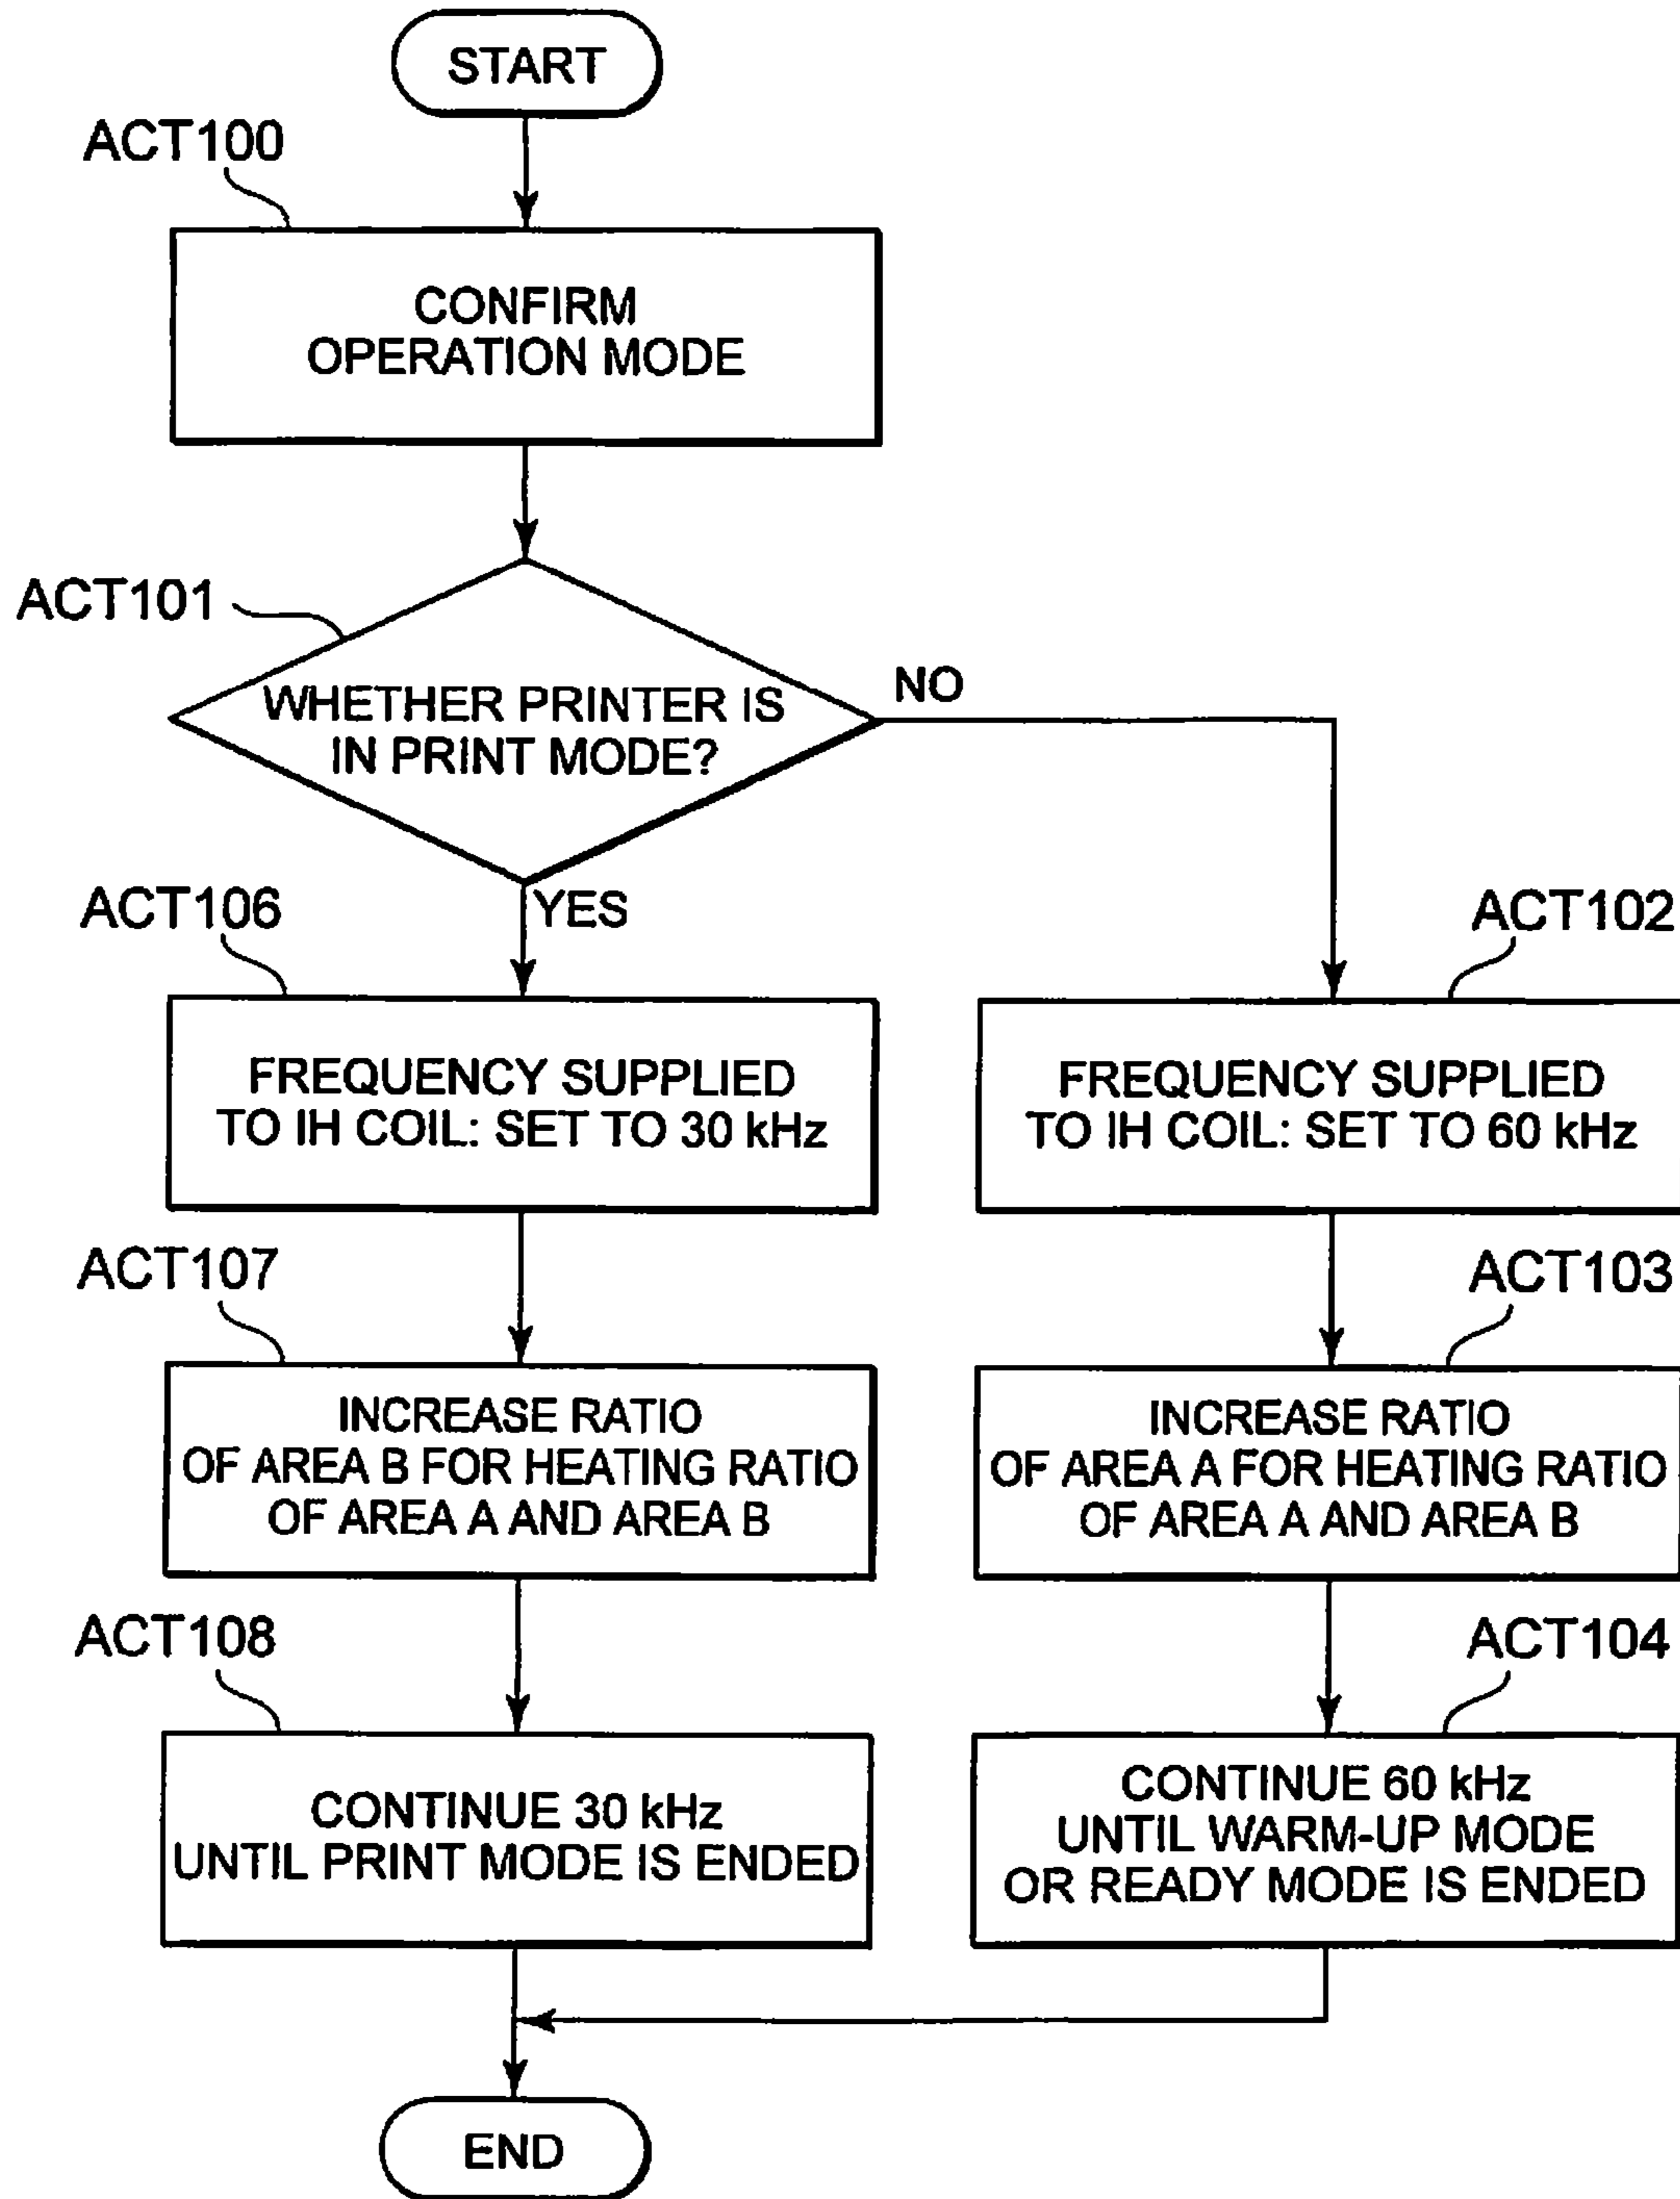 START
ACT100
CONFIRM
OPERATION MODE
ACT101
WHETHER PRINTER IS
IN PRINT MODE?
NO
YES
ACT106
FREQUENCY SUPPLIED
TO IH COIL: SET TO 30 kHz
ACT102
FREQUENCY SUPPLIED
TO IH COIL: SET TO 60 kHz
ACT107
INCREASE RATIO
OF AREA B FOR HEATING RATIO
OF AREA A AND AREA B
ACT103
INCREASE RATIO
OF AREA A FOR HEATING RATIO
OF AREA A AND AREA B
ACT108
CONTINUE 30 kHz
UNTIL PRINT MODE IS ENDED
ACT104
CONTINUE 60 kHz
UNTIL WARM-UP MODE
OR READY MODE IS ENDED
END